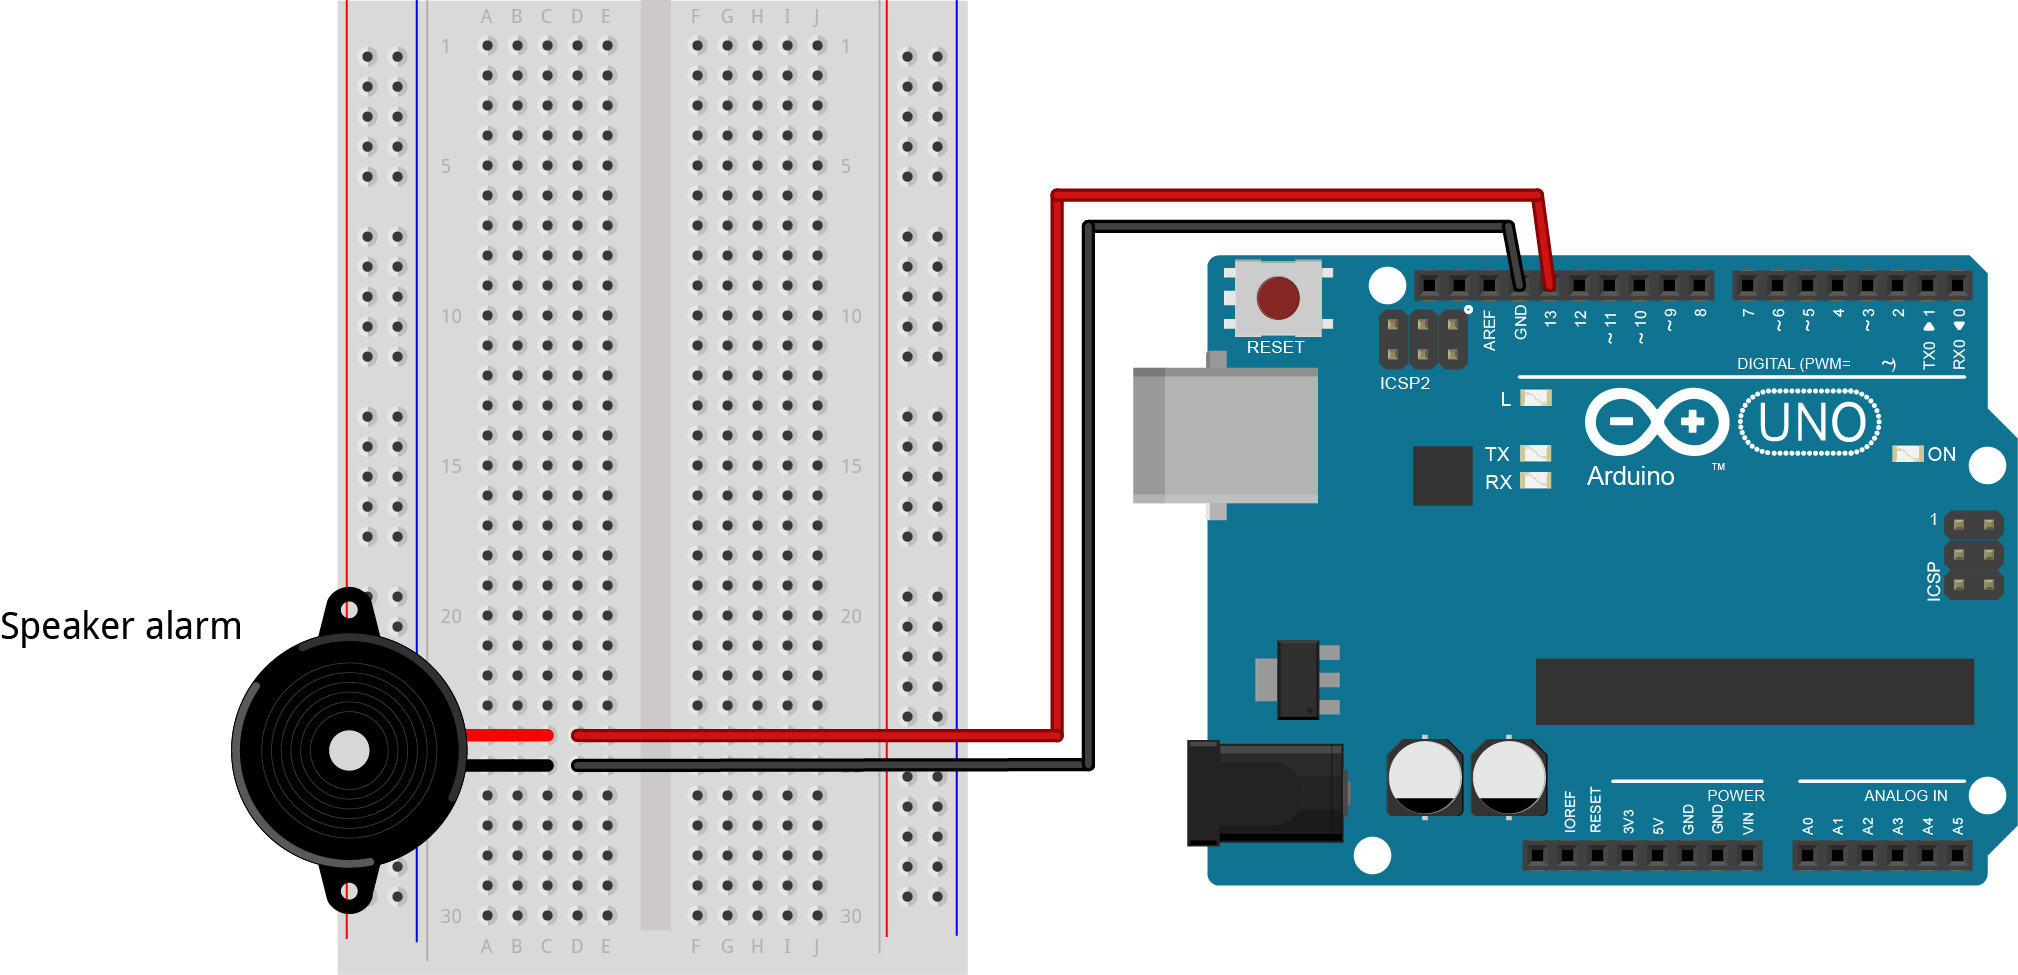 A B C D E F G H I J
1 1
5 5
10 10
15 15
20 20
30 30
A B C D E F G H I J
Speaker alarm
RESET
ICSP2
AREF
GND
13
12
~11
~10
~9
8
7
~6
~5
4
~3
2
TX0 ▶ 1
RX0 ◀ 0
DIGITAL (PWM= ~)
L
TX
RX
UNO
Arduino
TM
ON
1
ICSP
IOREF
RESET
3V3
5V
GND
GND
VIN
POWER
ANALOG IN
A0
A1
A2
A3
A4
A5